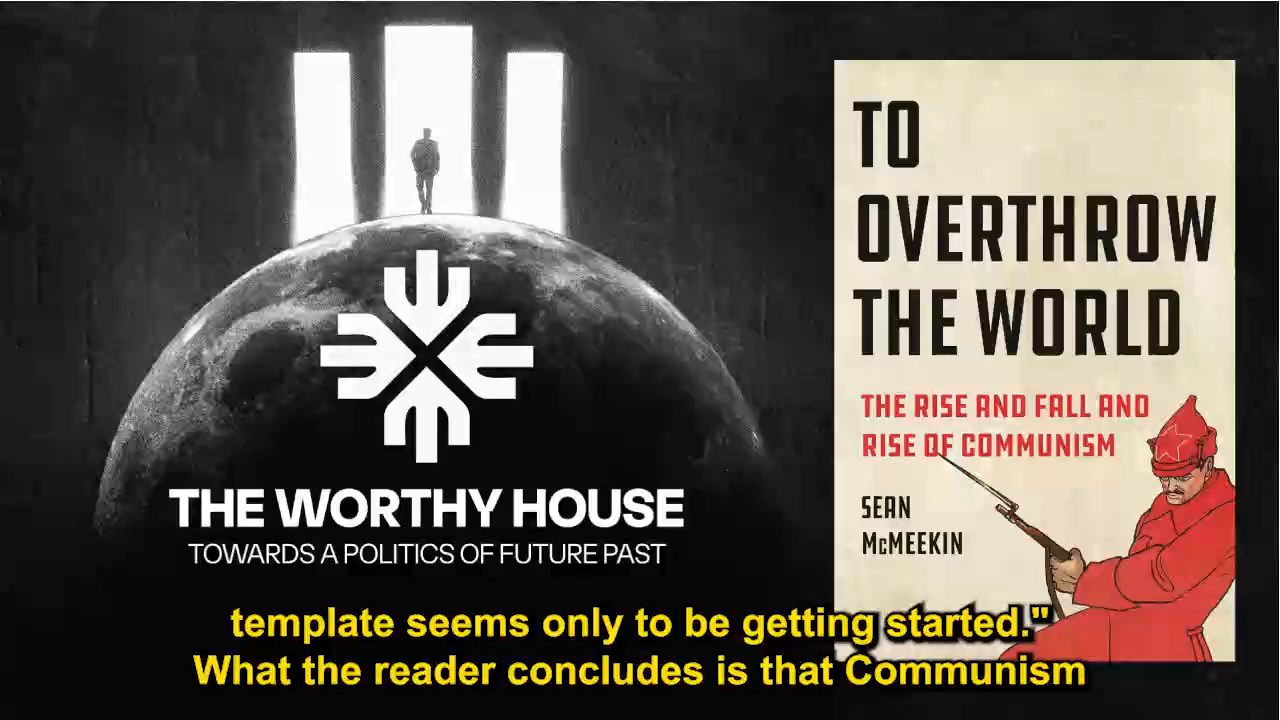 THE WORTHY HOUSE
TOWARDS A POLITICS OF FUTURE PAST
TO
OVERTHROW
THE WORLD
THE RISE AND FALL AND
RISE OF COMMUNISM
SEAN
McMEEKIN
template seems only to be getting started."
What the reader concludes is that Communism